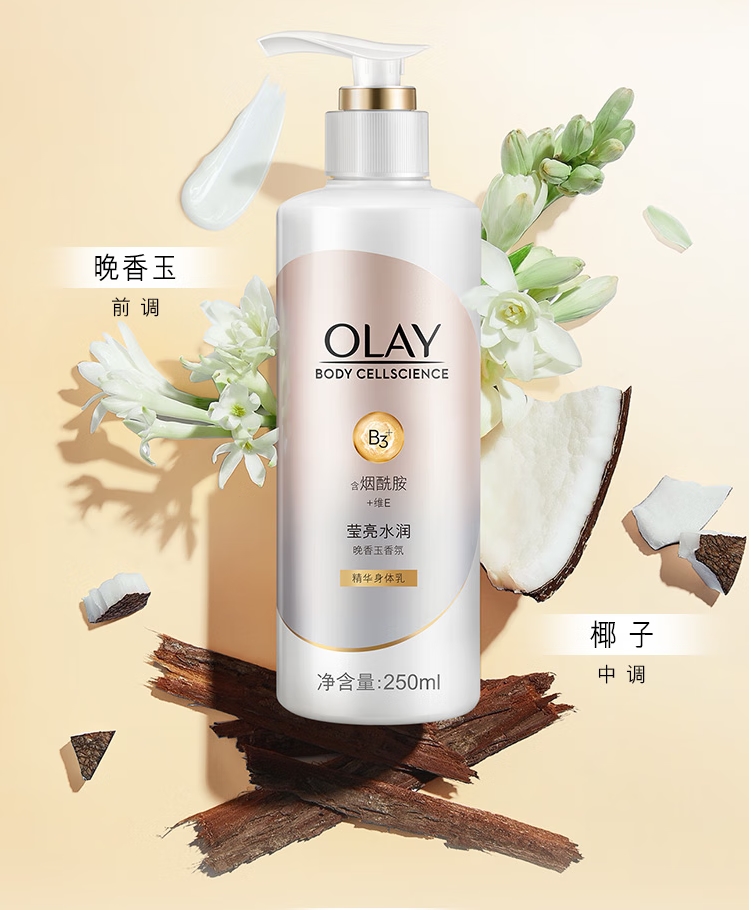 晚香玉
前调
OLAY
BODY CELLSCIENCE
B3+
含烟酰胺
+维E
莹亮水润
晚香玉香氛
精华身体乳
净含量:250ml
椰子
中调